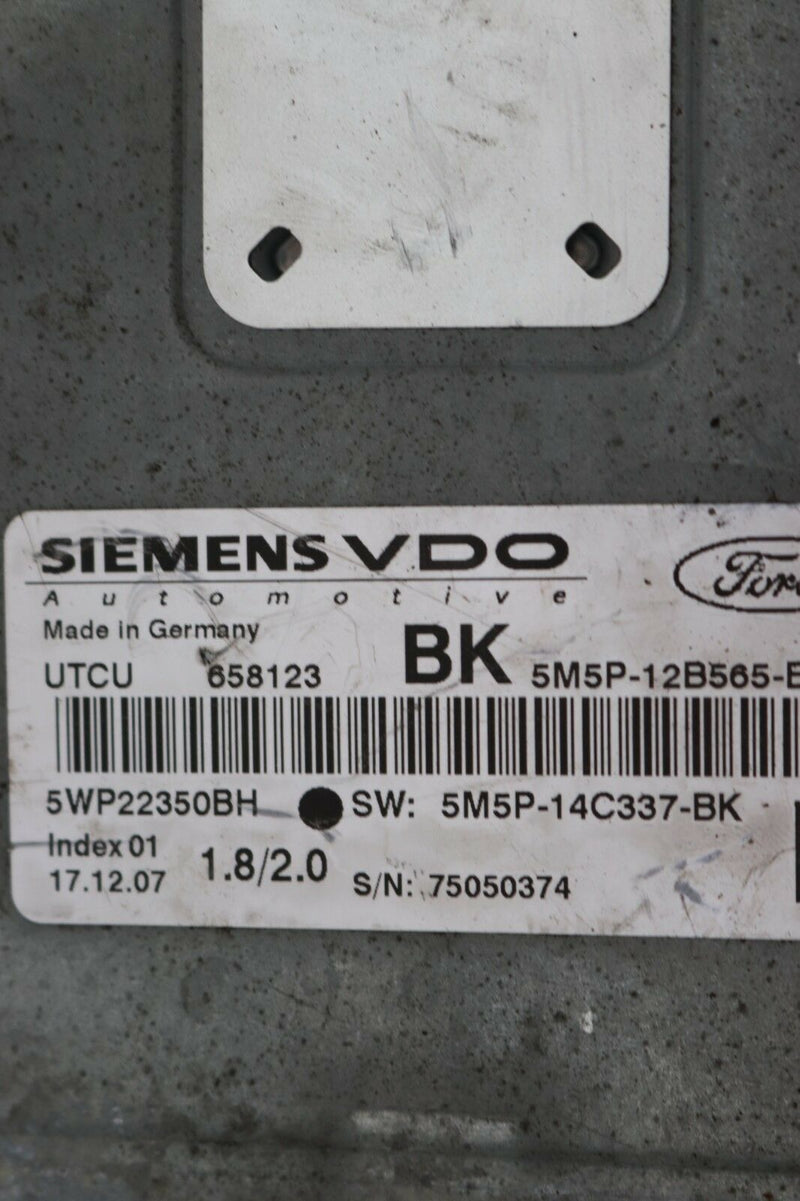 SIEMENS VDO
Automotive
Ford
Made in Germany
BK
UTCU 658123
5M5P-12B565-
5WP22350BH SW: 5M5P-14C337-BK
Index 01
17.12.07
1.8/2.0
S/N: 75050374